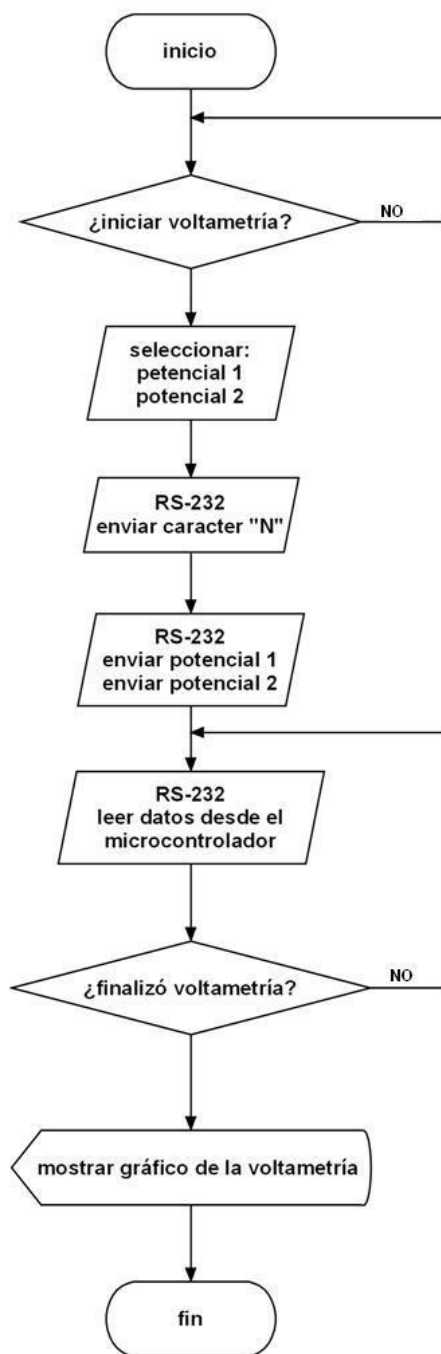 inicio
¿iniciar voltametría?
NO
seleccionar:
petencial 1
potencial 2
RS-232
enviar caracter "N"
RS-232
enviar potencial 1
enviar potencial 2
RS-232
leer datos desde el
microcontrolador
¿finalizó voltametría?
NO
mostrar gráfico de la voltametría
fin